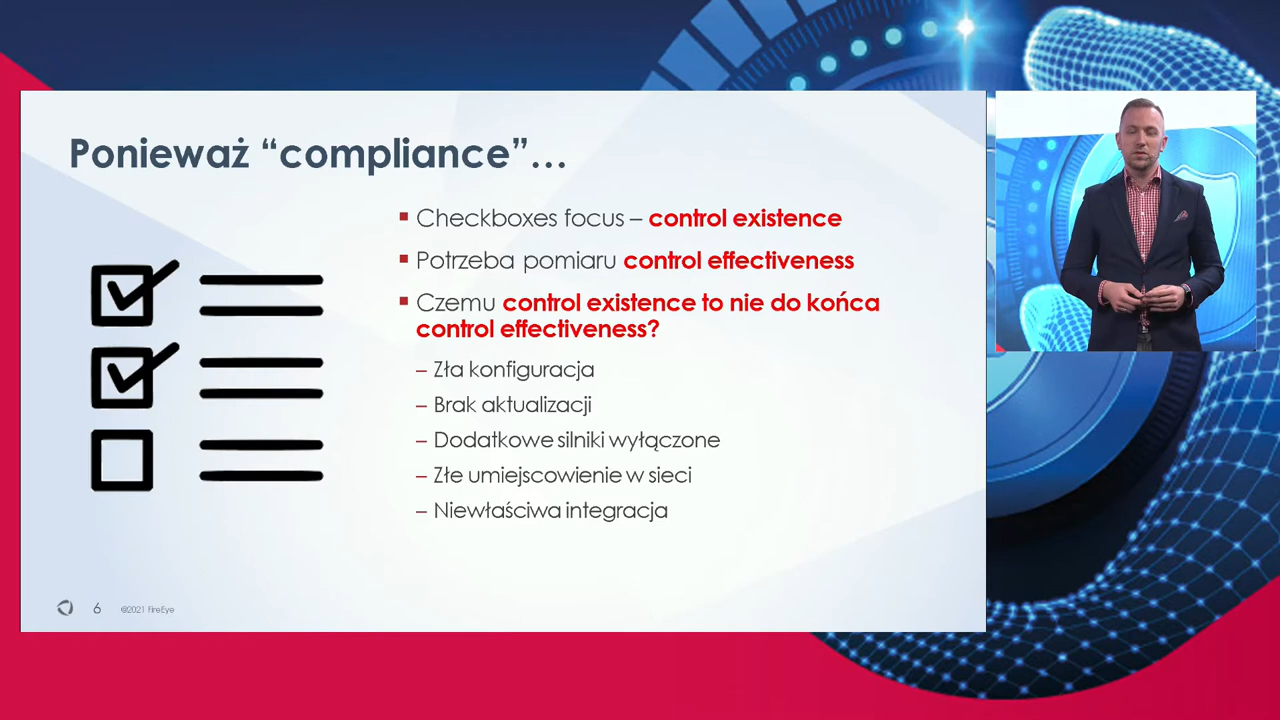 Ponieważ “compliance”…
Checkboxes focus – control existence
Potrzeba pomiaru control effectiveness
Czemu control existence to nie do końca
control effectiveness?
– Zła konfiguracja
– Brak aktualizacji
– Dodatkowe silniki wyłączone
– Złe umiejscowienie w sieci
– Niewłaściwa integracja
6 ©2021 FireEye